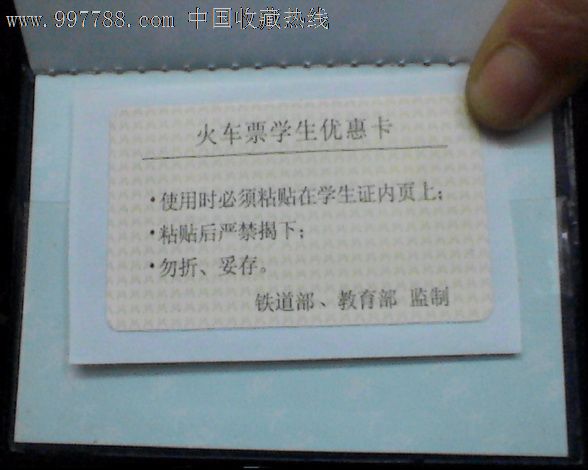 www.997788.com 中国收藏热线
火车票学生优惠卡
·使用时必须粘贴在学生证内页上；
·粘贴后严禁揭下；
·勿折、妥存。
铁道部、教育部 监制